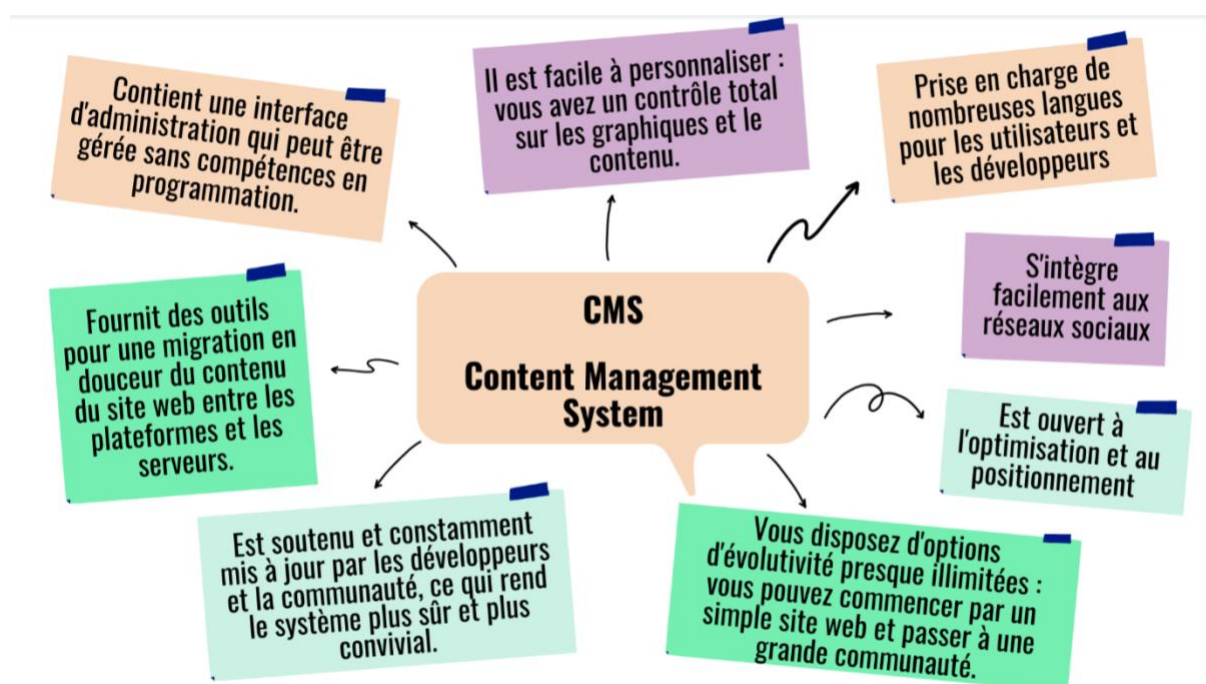 Contient une interface
d'administration qui peut être
gérée sans compétences en
programmation.
Il est facile à personnaliser :
vous avez un contrôle total
sur les graphiques et le
contenu.
Prise en charge de
nombreuses langues
pour les utilisateurs et
les développeurs
Fournit des outils
pour une migration en
douceur du contenu
du site web entre les
plateformes et les
serveurs.
CMS
Content Management
System
S'intègre
facilement aux
réseaux sociaux
Est ouvert à
l'optimisation et au
positionnement
Est soutenu et constamment
mis à jour par les développeurs
et la communauté, ce qui rend
le système plus sûr et plus
convivial.
Vous disposez d'options
d'évolutivité presque illimitées :
vous pouvez commencer par un
simple site web et passer à une
grande communauté.